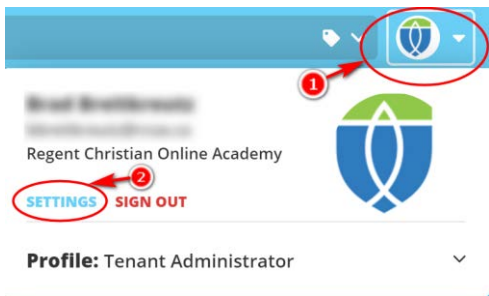 1
Regent Christian Online Academy
2
SETTINGS SIGN OUT
Profile: Tenant Administrator